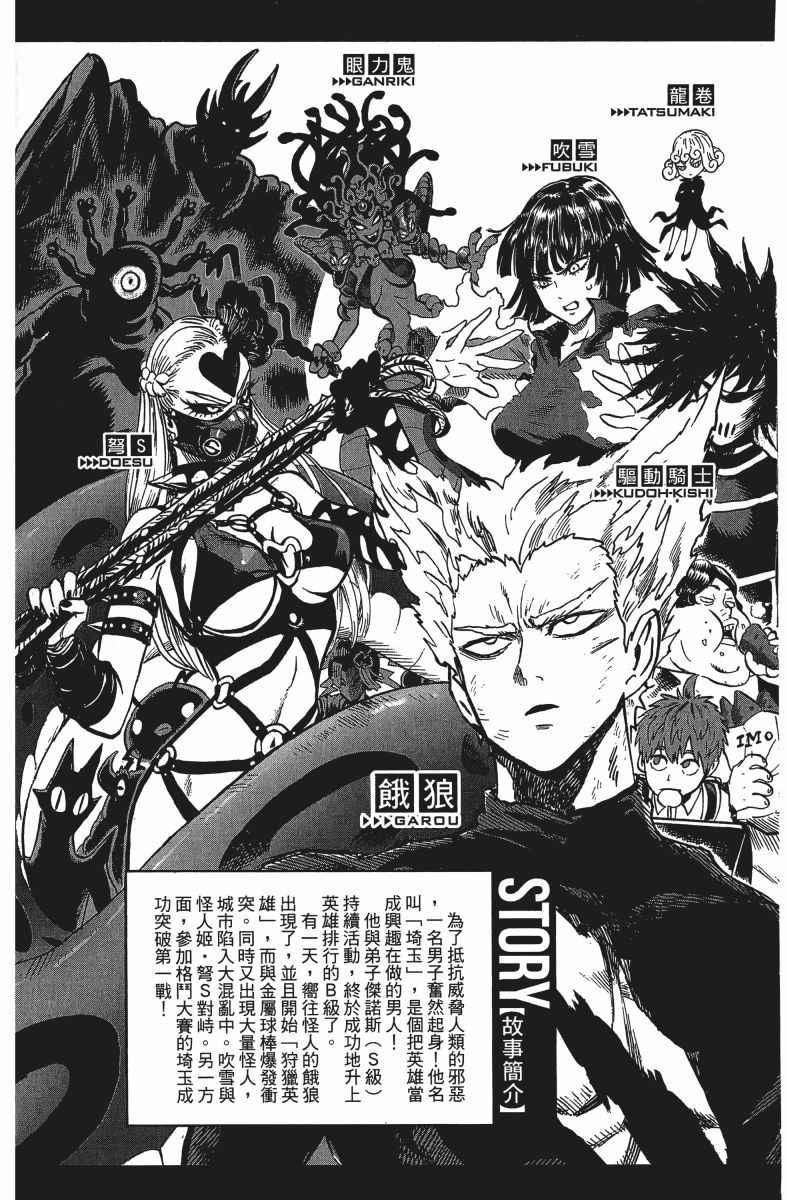 眼力鬼
GANRIKI
龍卷
TATSUMAKI
吹雪
FUBUKI
弩S
DOESU
驅動騎士
KUDOH-KISHI
IMO
餓狼
GAROU
STORY【故事簡介】
為了抵抗威脅人類的邪惡
，一名男子奮然起身！他名
叫「埼玉」，是個把英雄當
成興趣在做的男人！
他與弟子傑諾斯（S級）
持續活動，終於成功地升上
英雄排行的B級了。
有一天，嚮往怪人的餓狼
出現了，並且開始「狩獵英
雄」，而與金屬球棒爆發衝
突。同時又出現大量怪人，
城市陷入大混亂中。吹雪與
怪人姬・弩S對峙。另一方
面，參加格鬥大賽的埼玉成
功突破第一戰！